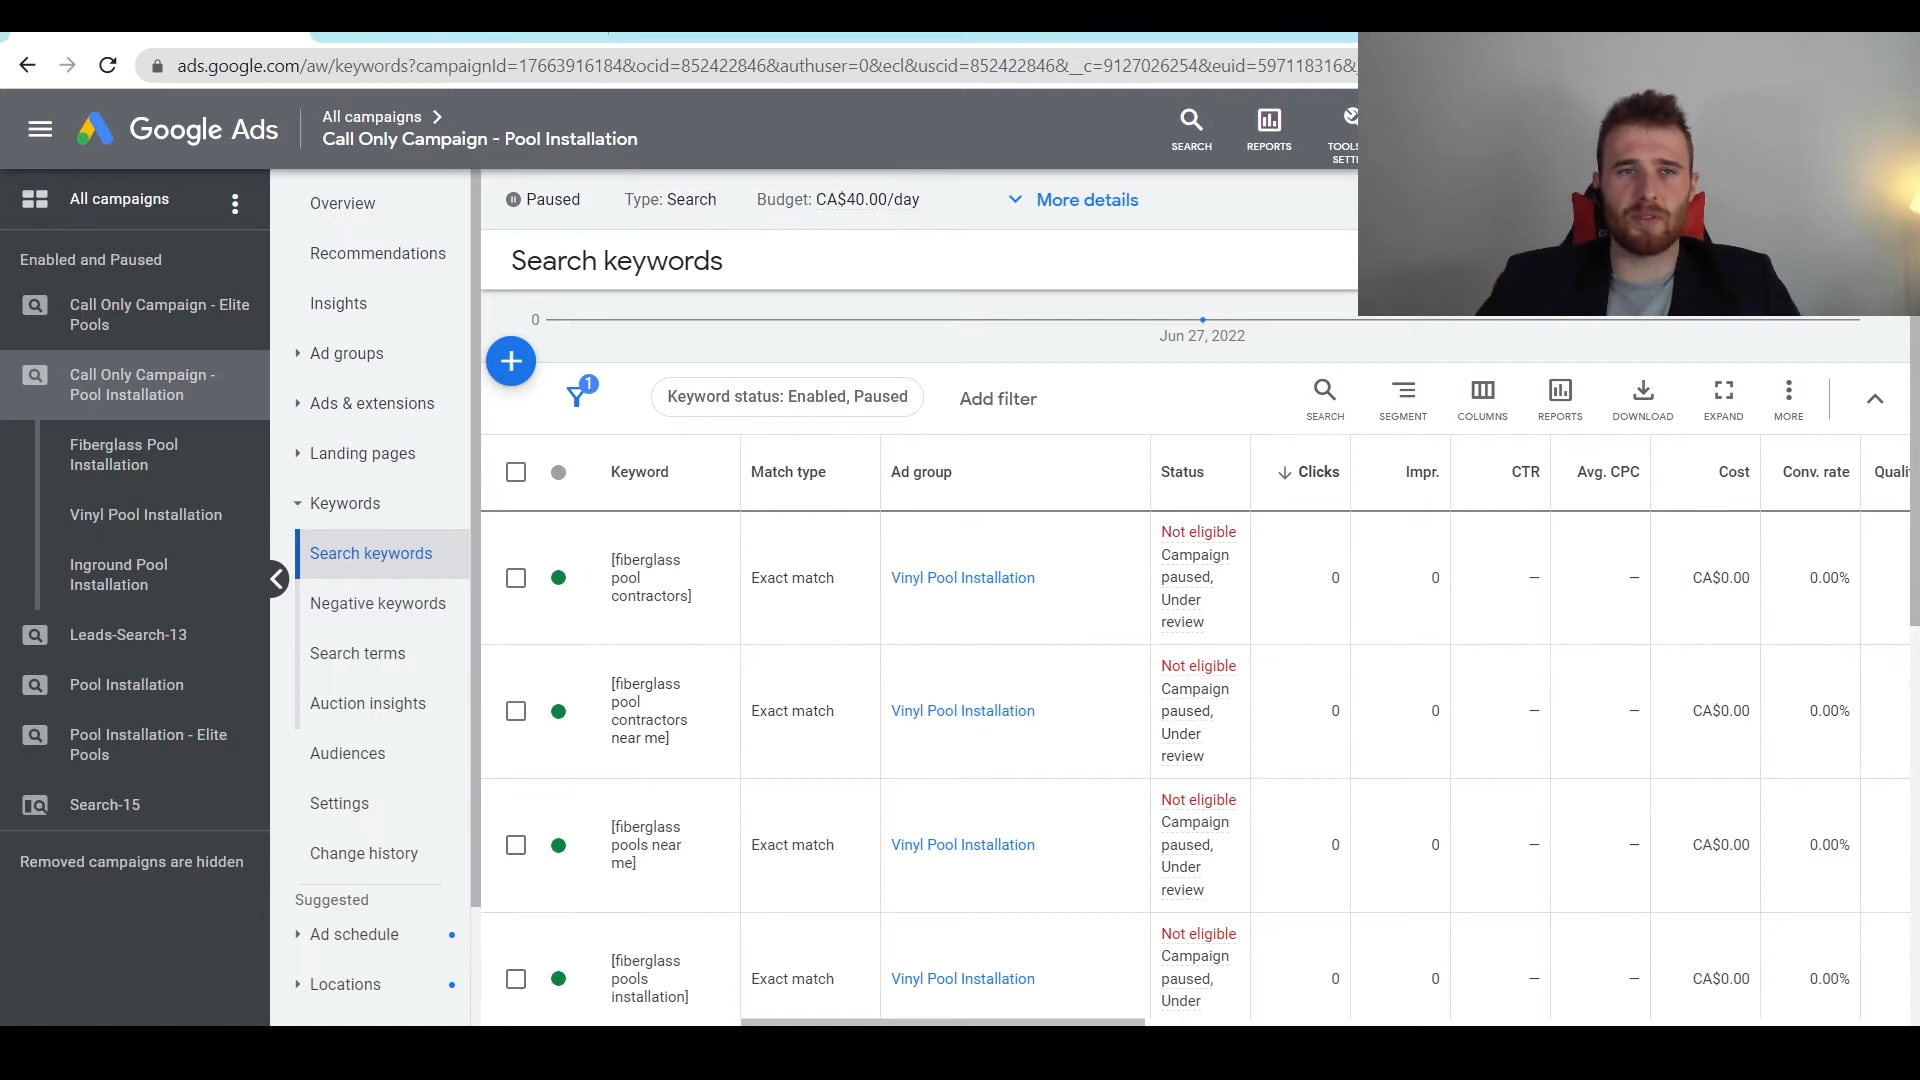 ads.google.com/aw/keywords?campaignId=17663916184&ocid=852422846&authuser=0&ecl&uscid=852422846&__c=9127026254&euid=597118316&
Google Ads
All campaigns
Call Only Campaign - Pool Installation
SEARCH
REPORTS
TOOLS
SETT
All campaigns
Enabled and Paused
Call Only Campaign - Elite
Pools
Call Only Campaign -
Pool Installation
Fiberglass Pool
Installation
Vinyl Pool Installation
Inground Pool
Installation
Leads-Search-13
Pool Installation
Pool Installation - Elite
Pools
Search-15
Removed campaigns are hidden
Overview
Recommendations
Insights
Ad groups
Ads & extensions
Landing pages
Keywords
Search keywords
Negative keywords
Search terms
Auction insights
Audiences
Settings
Change history
Suggested
Ad schedule
Locations
Paused
Type: Search
Budget: CA$40.00/day
More details
Search keywords
0
Jun 27, 2022
1
Keyword status: Enabled, Paused
Add filter
SEARCH
SEGMENT
COLUMNS
REPORTS
DOWNLOAD
EXPAND
MORE
Keyword
Match type
Ad group
Status
Clicks
Impr.
CTR
Avg. CPC
Cost
Conv. rate
Quali
[fiberglass
pool
contractors]
Exact match
Vinyl Pool Installation
Not eligible
Campaign
paused,
Under
review
0
0
—
—
CA$0.00
0.00%
[fiberglass
pool
contractors
near me]
Exact match
Vinyl Pool Installation
Not eligible
Campaign
paused,
Under
review
0
0
—
—
CA$0.00
0.00%
[fiberglass
pools near
me]
Exact match
Vinyl Pool Installation
Not eligible
Campaign
paused,
Under
review
0
0
—
—
CA$0.00
0.00%
[fiberglass
pools
installation]
Exact match
Vinyl Pool Installation
Not eligible
Campaign
paused,
Under
0
0
—
—
CA$0.00
0.00%